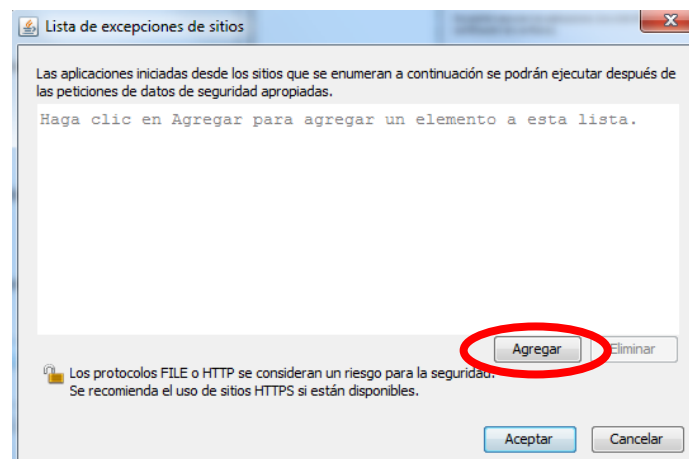 Lista de excepciones de sitios
Las aplicaciones iniciadas desde los sitios que se enumeran a continuación se podrán ejecutar después de
las peticiones de datos de seguridad apropiadas.
Haga clic en Agregar para agregar un elemento a esta lista.
Agregar Eliminar
Los protocolos FILE o HTTP se consideran un riesgo para la seguridad.
Se recomienda el uso de sitios HTTPS si están disponibles.
Aceptar Cancelar